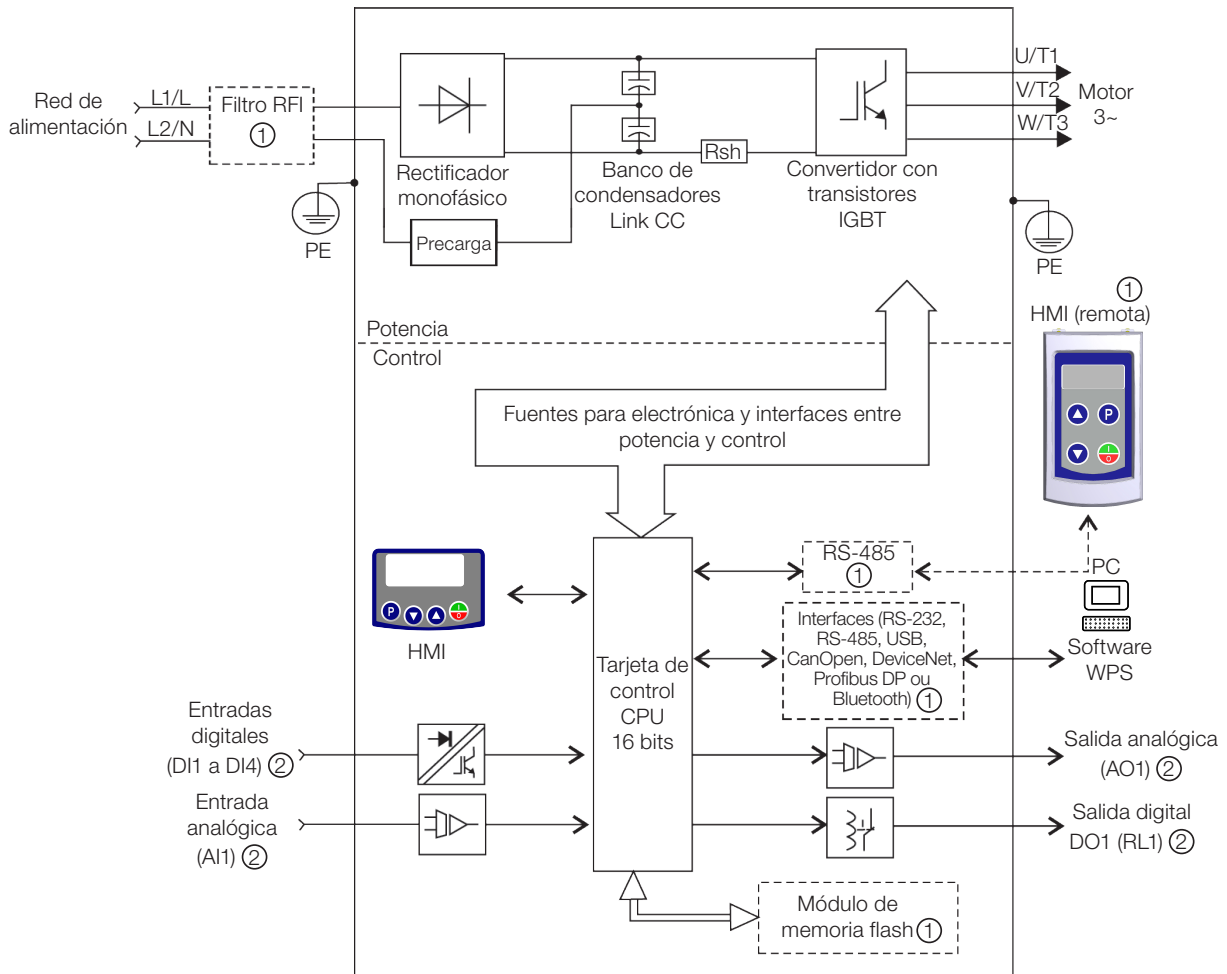 Red de
alimentación
L1/L
L2/N
Filtro RFI
①
PE
Rectificador
monofásico
Precarga
Banco de
condensadores
Link CC
Rsh
Convertidor con
transistores
IGBT
U/T1
V/T2
W/T3
Motor
3~
PE
Potencia
Control
①
HMI (remota)
P
I
0
Fuentes para electrónica y interfaces entre
potencia y control
P
I
0
HMI
Tarjeta de
control
CPU
16 bits
RS-485
①
PC
Software
WPS
Interfaces (RS-232,
RS-485, USB,
CanOpen, DeviceNet,
Profibus DP ou
Bluetooth) ①
Entradas
digitales
(DI1 a DI4) ②
Entrada
analógica
(AI1) ②
Salida analógica
(AO1) ②
Salida digital
DO1 (RL1) ②
Módulo de
memoria flash ①